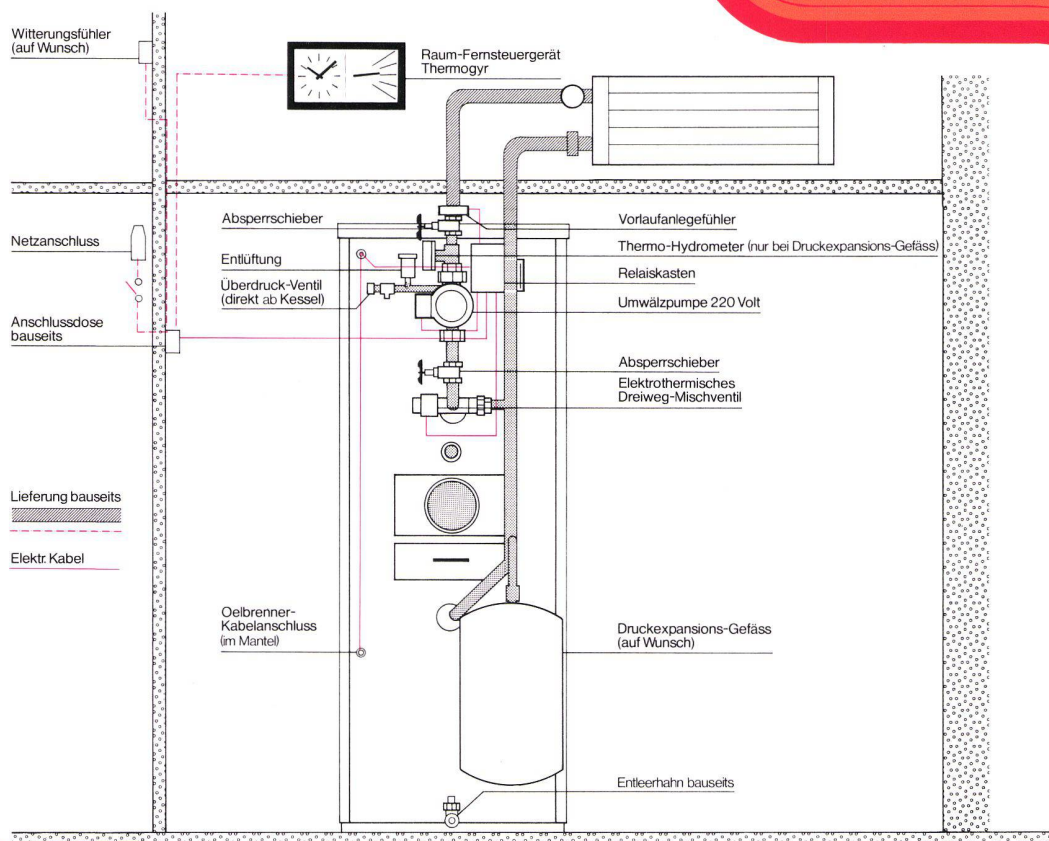 Witterungsfühler
(auf Wunsch)
Raum-Fernsteuergerät
Thermogyr
Absperrschieber
Vorlaufanlegefühler
Netzanschluss
Thermo-Hydrometer (nur bei Druckexpansions-Gefäss)
Entlüftung
Relaiskasten
Überdruck-Ventil
(direkt ab Kessel)
Umwälzpumpe 220 Volt
Anschlussdose
bauseits
Absperrschieber
Elektrothermisches
Dreiweg-Mischventil
Lieferung bauseits
Elektr. Kabel
Oelbrenner-
Kabelanschluss
(im Mantel)
Druckexpansions-Gefäss
(auf Wunsch)
Entleerhahn bauseits